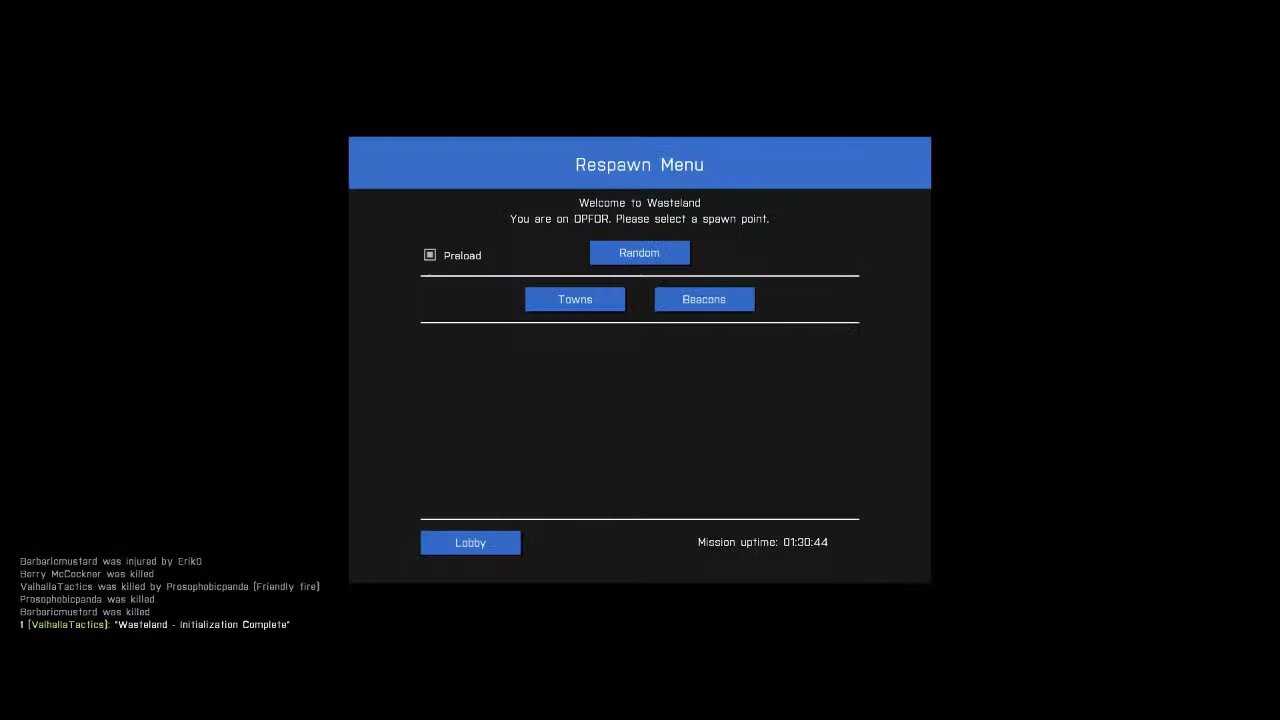 Respawn Menu
Welcome to Wasteland
You are on OPFOR. Please select a spawn point.
Preload
Random
Towns
Beacons
Lobby
Mission uptime: 01:30:44
Barbaricmustard was injured by Erik0
Berry McCockner was killed
ValhallaTactics was killed by Prosophobicpanda (Friendly fire)
Prosophobicpanda was killed
Barbaricmustard was killed
1 (ValhallaTactics): "Wasteland - Initialization Complete"